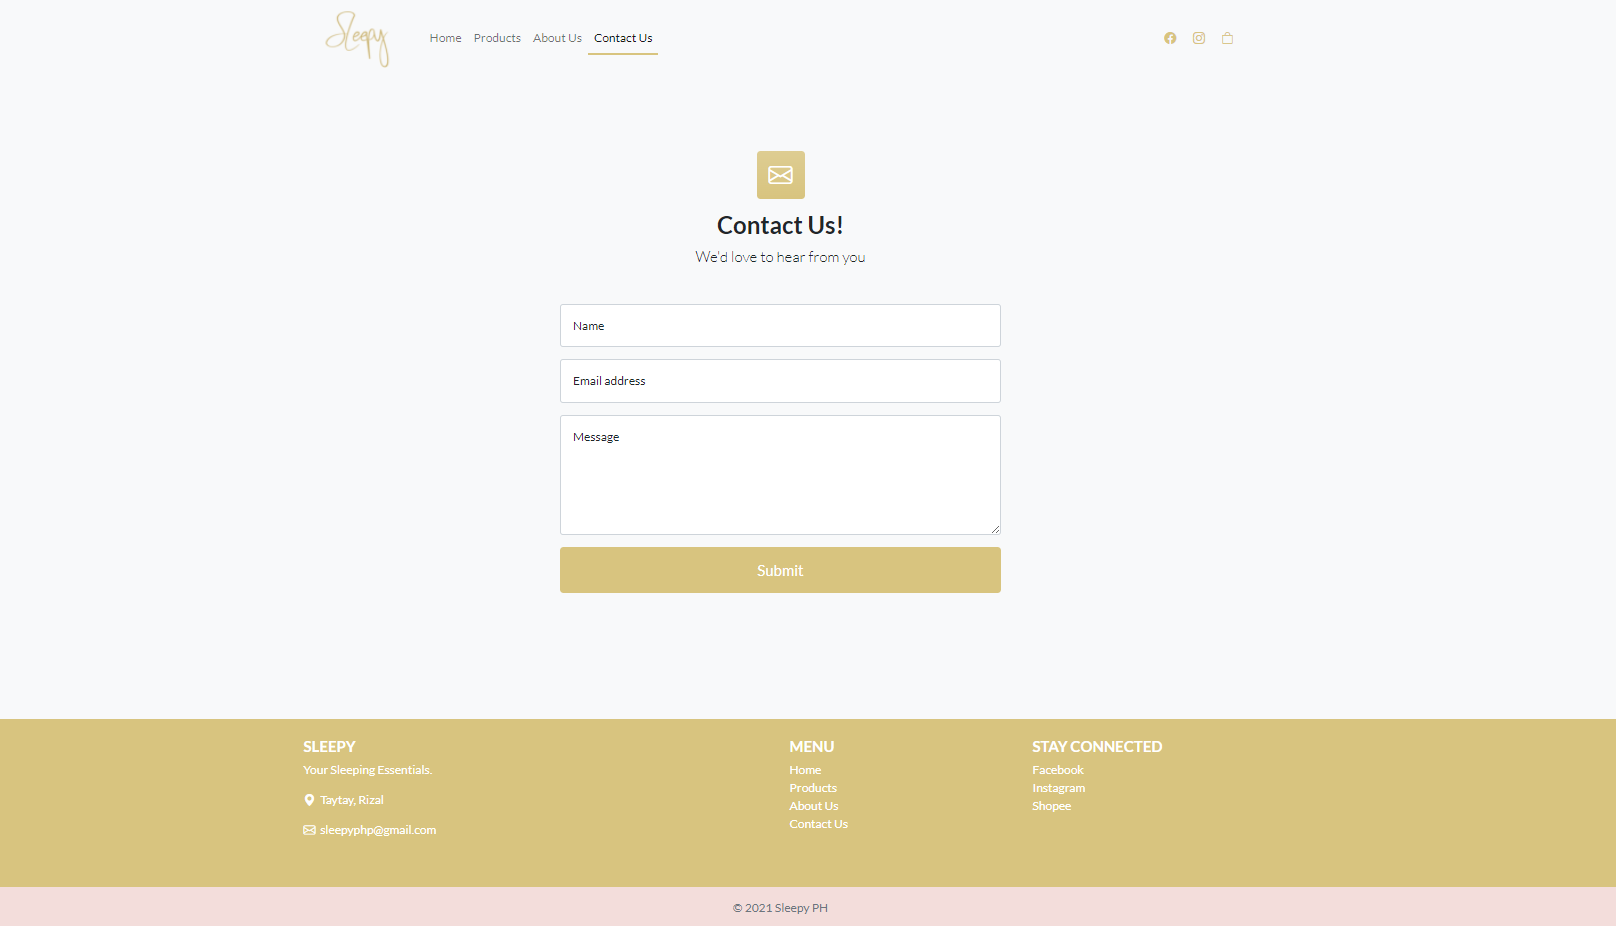 Sleepy
Home Products About Us Contact Us
Contact Us!
We'd love to hear from you
Name
Email address
Message
Submit
SLEEPY
Your Sleeping Essentials.
Taytay, Rizal
sleepyphp@gmail.com
MENU
Home
Products
About Us
Contact Us
STAY CONNECTED
Facebook
Instagram
Shopee
© 2021 Sleepy PH